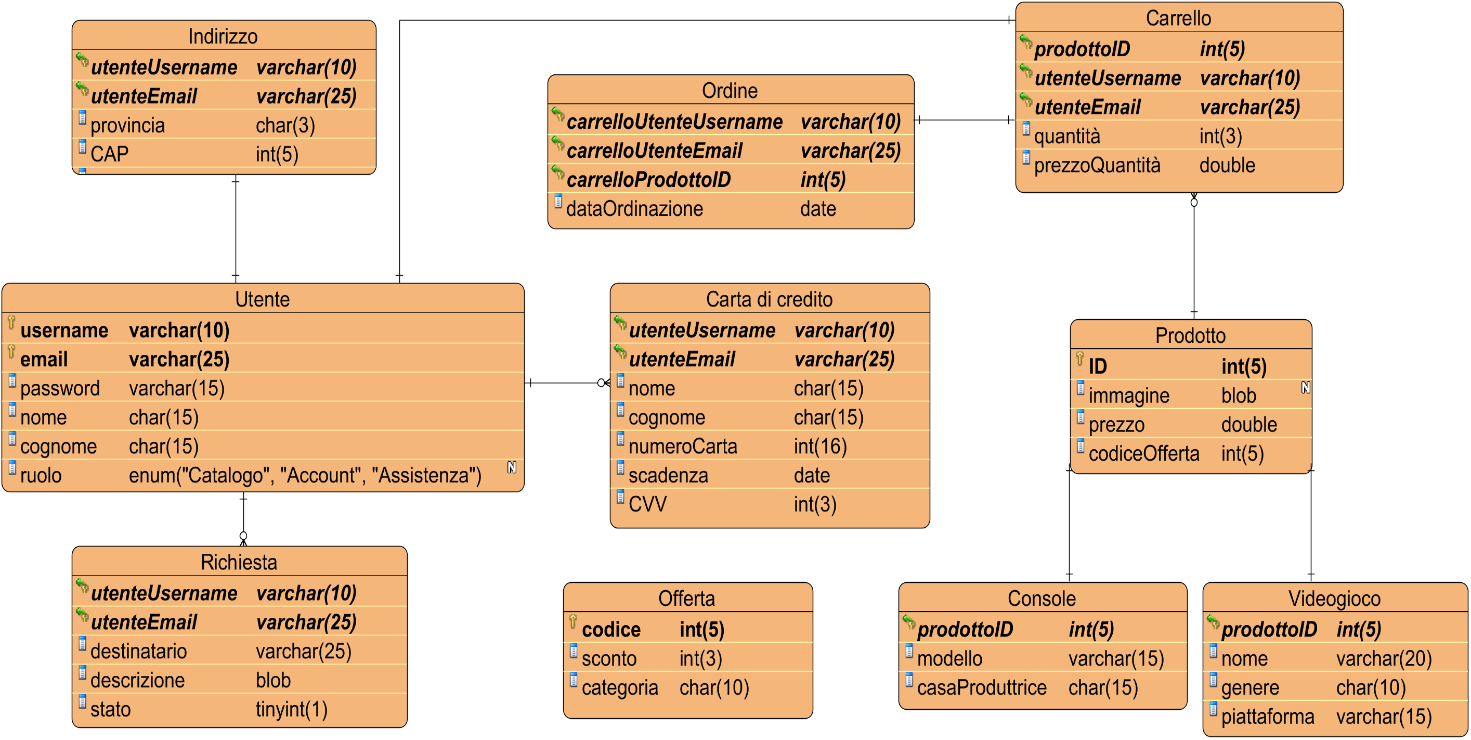 Indirizzo
utenteUsername varchar(10)
utenteEmail varchar(25)
provincia char(3)
CAP int(5)
Ordine
carrelloUtenteUsername varchar(10)
carrelloUtenteEmail varchar(25)
carrelloProdottoID int(5)
dataOrdinazione date
Carrello
prodottoID int(5)
utenteUsername varchar(10)
utenteEmail varchar(25)
quantità int(3)
prezzoQuantità double
Utente
username varchar(10)
email varchar(25)
password varchar(15)
nome char(15)
cognome char(15)
ruolo enum("Catalogo", "Account", "Assistenza") N
Carta di credito
utenteUsername varchar(10)
utenteEmail varchar(25)
nome char(15)
cognome char(15)
numeroCarta int(16)
scadenza date
CVV int(3)
Prodotto
ID int(5)
immagine blob N
prezzo double
codiceOfferta int(5)
Richiesta
utenteUsername varchar(10)
utenteEmail varchar(25)
destinatario varchar(25)
descrizione blob
stato tinyint(1)
Offerta
codice int(5)
sconto int(3)
categoria char(10)
Console
prodottoID int(5)
modello varchar(15)
casaProduttrice char(15)
Videogioco
prodottoID int(5)
nome varchar(20)
genere char(10)
piattaforma varchar(15)